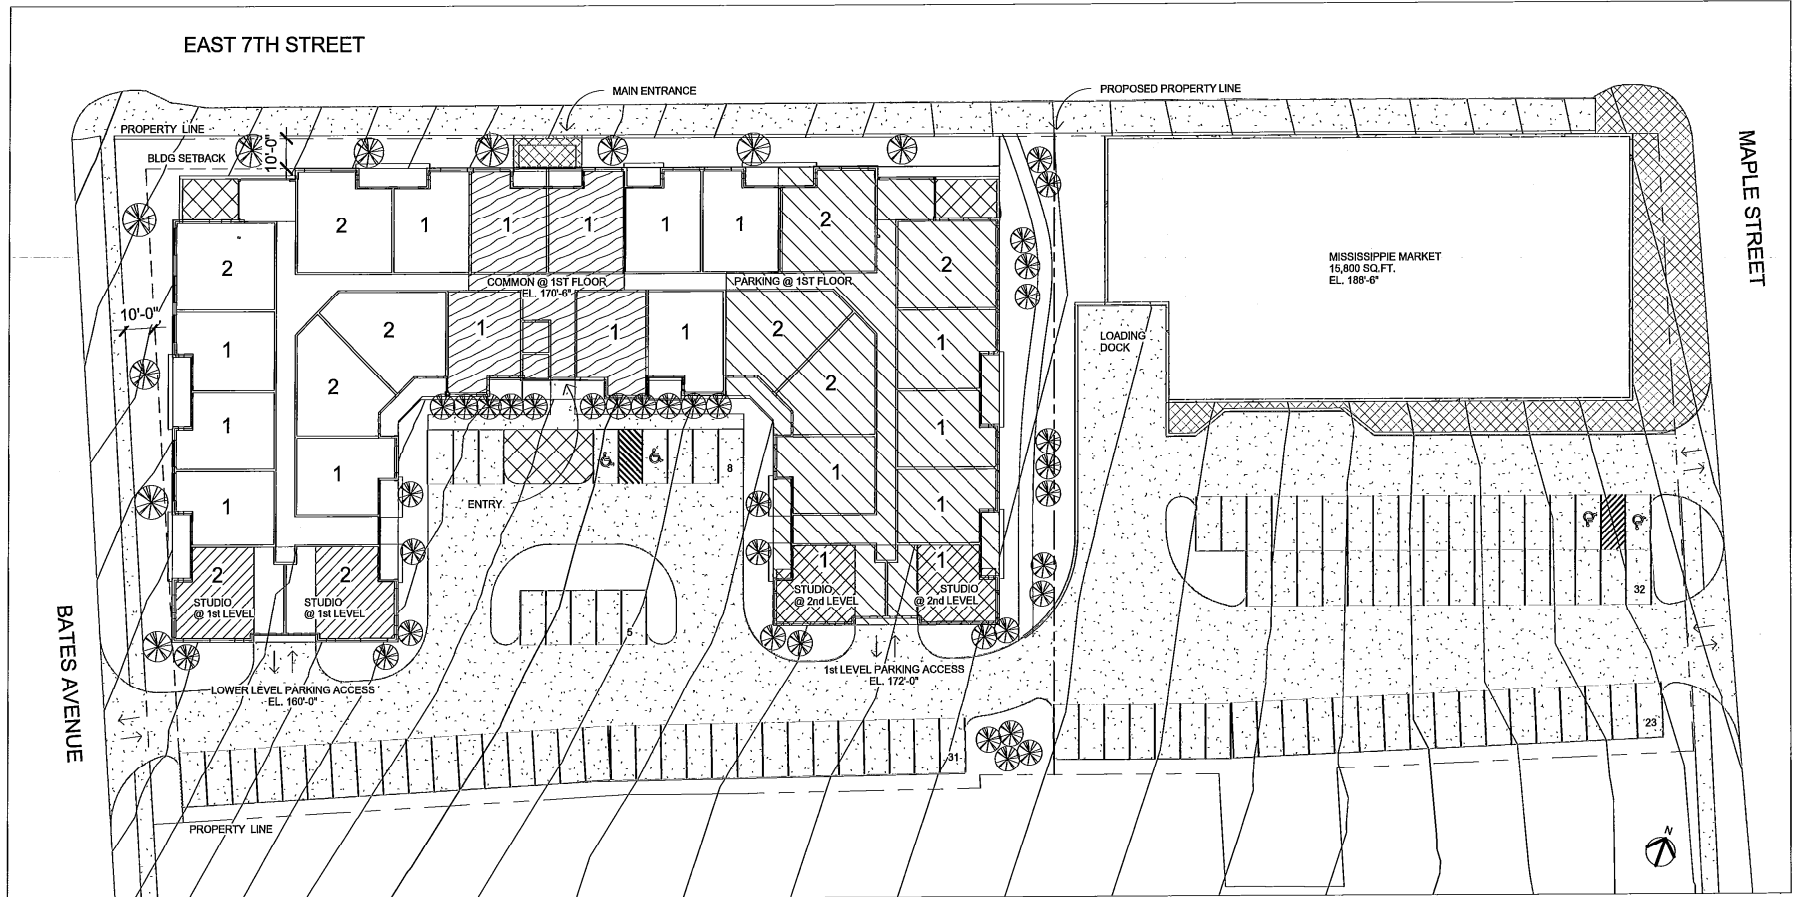 EAST 7TH STREET
MAIN ENTRANCE
PROPOSED PROPERTY LINE
PROPERTY LINE
BLDG SETBACK
10'-0"
MAPLE STREET
2
1
1
1
1
1
2
2
2
MISSISSIPPIE MARKET
15,800 SQ.FT.
EL. 188'-6"
COMMON @ 1ST FLOOR
EL. 170'-6"
PARKING @ 1ST FLOOR
10'-0"
2
1
1
1
2
LOADING
DOCK
1
1
2
2
1
1
8
1
1
1
1
ENTRY
2
STUDIO
@ 1st LEVEL
2
STUDIO
@ 1st LEVEL
1
STUDIO
@ 2nd LEVEL
1
STUDIO
@ 2nd LEVEL
32
5
BATES AVENUE
LOWER LEVEL PARKING ACCESS
EL. 160'-0"
1st LEVEL PARKING ACCESS
EL. 172'-0"
23
31
PROPERTY LINE
N